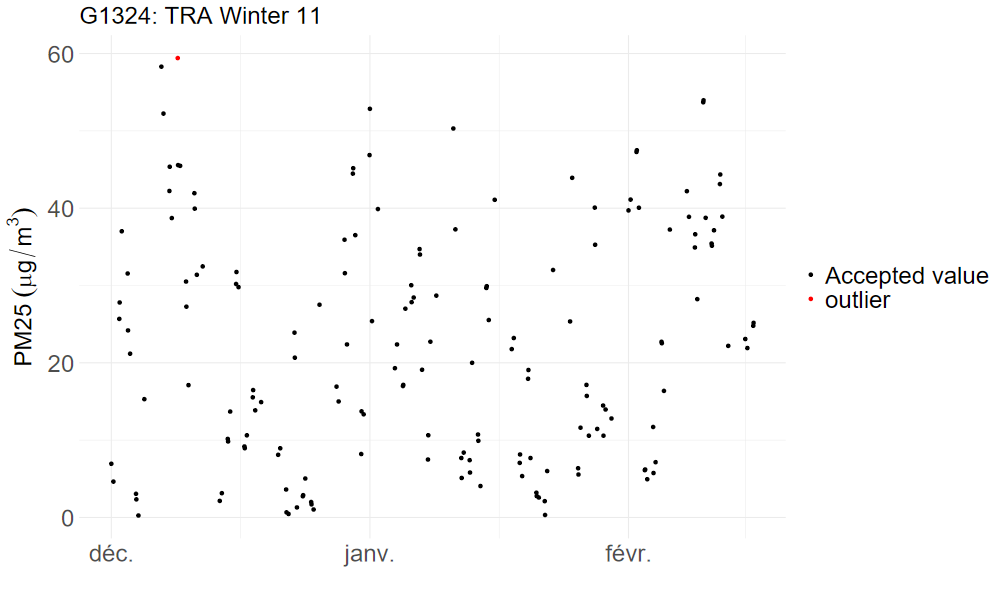 G1324: TRA Winter 11
60
40
20
0
PM25 (μg/m³)
déc.
janv.
févr.
Accepted value
outlier